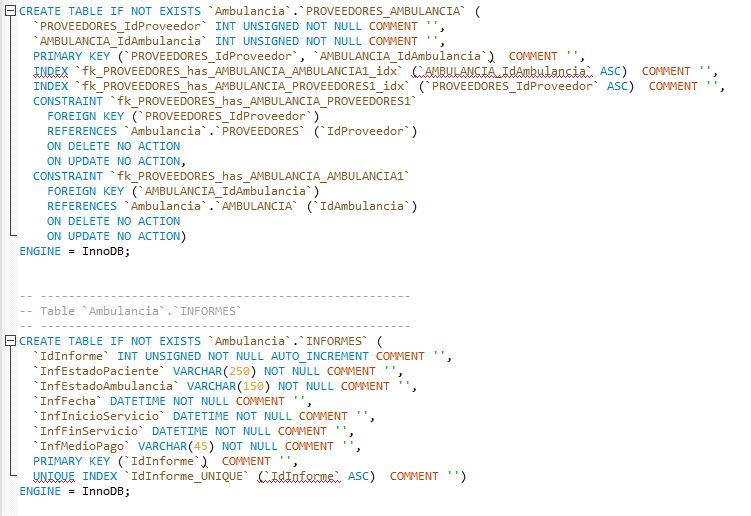 CREATE TABLE IF NOT EXISTS `Ambulancia`.`PROVEEDORES_AMBULANCIA` (
`PROVEEDORES_IdProveedor` INT UNSIGNED NOT NULL COMMENT '',
`AMBULANCIA_IdAmbulancia` INT UNSIGNED NOT NULL COMMENT '',
PRIMARY KEY (`PROVEEDORES_IdProveedor`, `AMBULANCIA_IdAmbulancia`)  COMMENT '',
INDEX `fk_PROVEEDORES_has_AMBULANCIA_AMBULANCIA1_idx` (`AMBULANCIA_IdAmbulancia` ASC)  COMMENT '',
INDEX `fk_PROVEEDORES_has_AMBULANCIA_PROVEEDORES1_idx` (`PROVEEDORES_IdProveedor` ASC)  COMMENT '',
CONSTRAINT `fk_PROVEEDORES_has_AMBULANCIA_PROVEEDORES1`
FOREIGN KEY (`PROVEEDORES_IdProveedor`)
REFERENCES `Ambulancia`.`PROVEEDORES` (`IdProveedor`)
ON DELETE NO ACTION
ON UPDATE NO ACTION,
CONSTRAINT `fk_PROVEEDORES_has_AMBULANCIA_AMBULANCIA1`
FOREIGN KEY (`AMBULANCIA_IdAmbulancia`)
REFERENCES `Ambulancia`.`AMBULANCIA` (`IdAmbulancia`)
ON DELETE NO ACTION
ON UPDATE NO ACTION)
ENGINE = InnoDB;
-- -----------------------------------------------------
-- Table `Ambulancia`.`INFORMES`
-- -----------------------------------------------------
CREATE TABLE IF NOT EXISTS `Ambulancia`.`INFORMES` (
`IdInforme` INT UNSIGNED NOT NULL AUTO_INCREMENT COMMENT '',
`InfEstadoPaciente` VARCHAR(250) NOT NULL COMMENT '',
`InfEstadoAmbulancia` VARCHAR(150) NOT NULL COMMENT '',
`InfFecha` DATETIME NOT NULL COMMENT '',
`InfInicioServicio` DATETIME NOT NULL COMMENT '',
`InfFinServicio` DATETIME NOT NULL COMMENT '',
`InfMedioPago` VARCHAR(45) NOT NULL COMMENT '',
PRIMARY KEY (`IdInforme`)  COMMENT '',
UNIQUE INDEX `IdInforme_UNIQUE` (`IdInforme` ASC)  COMMENT '')
ENGINE = InnoDB;